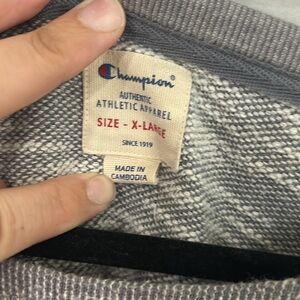 Champion
AUTHENTIC
ATHLETIC APPAREL
SIZE - X-LARGE
SINCE 1919
MADE IN
CAMBODIA